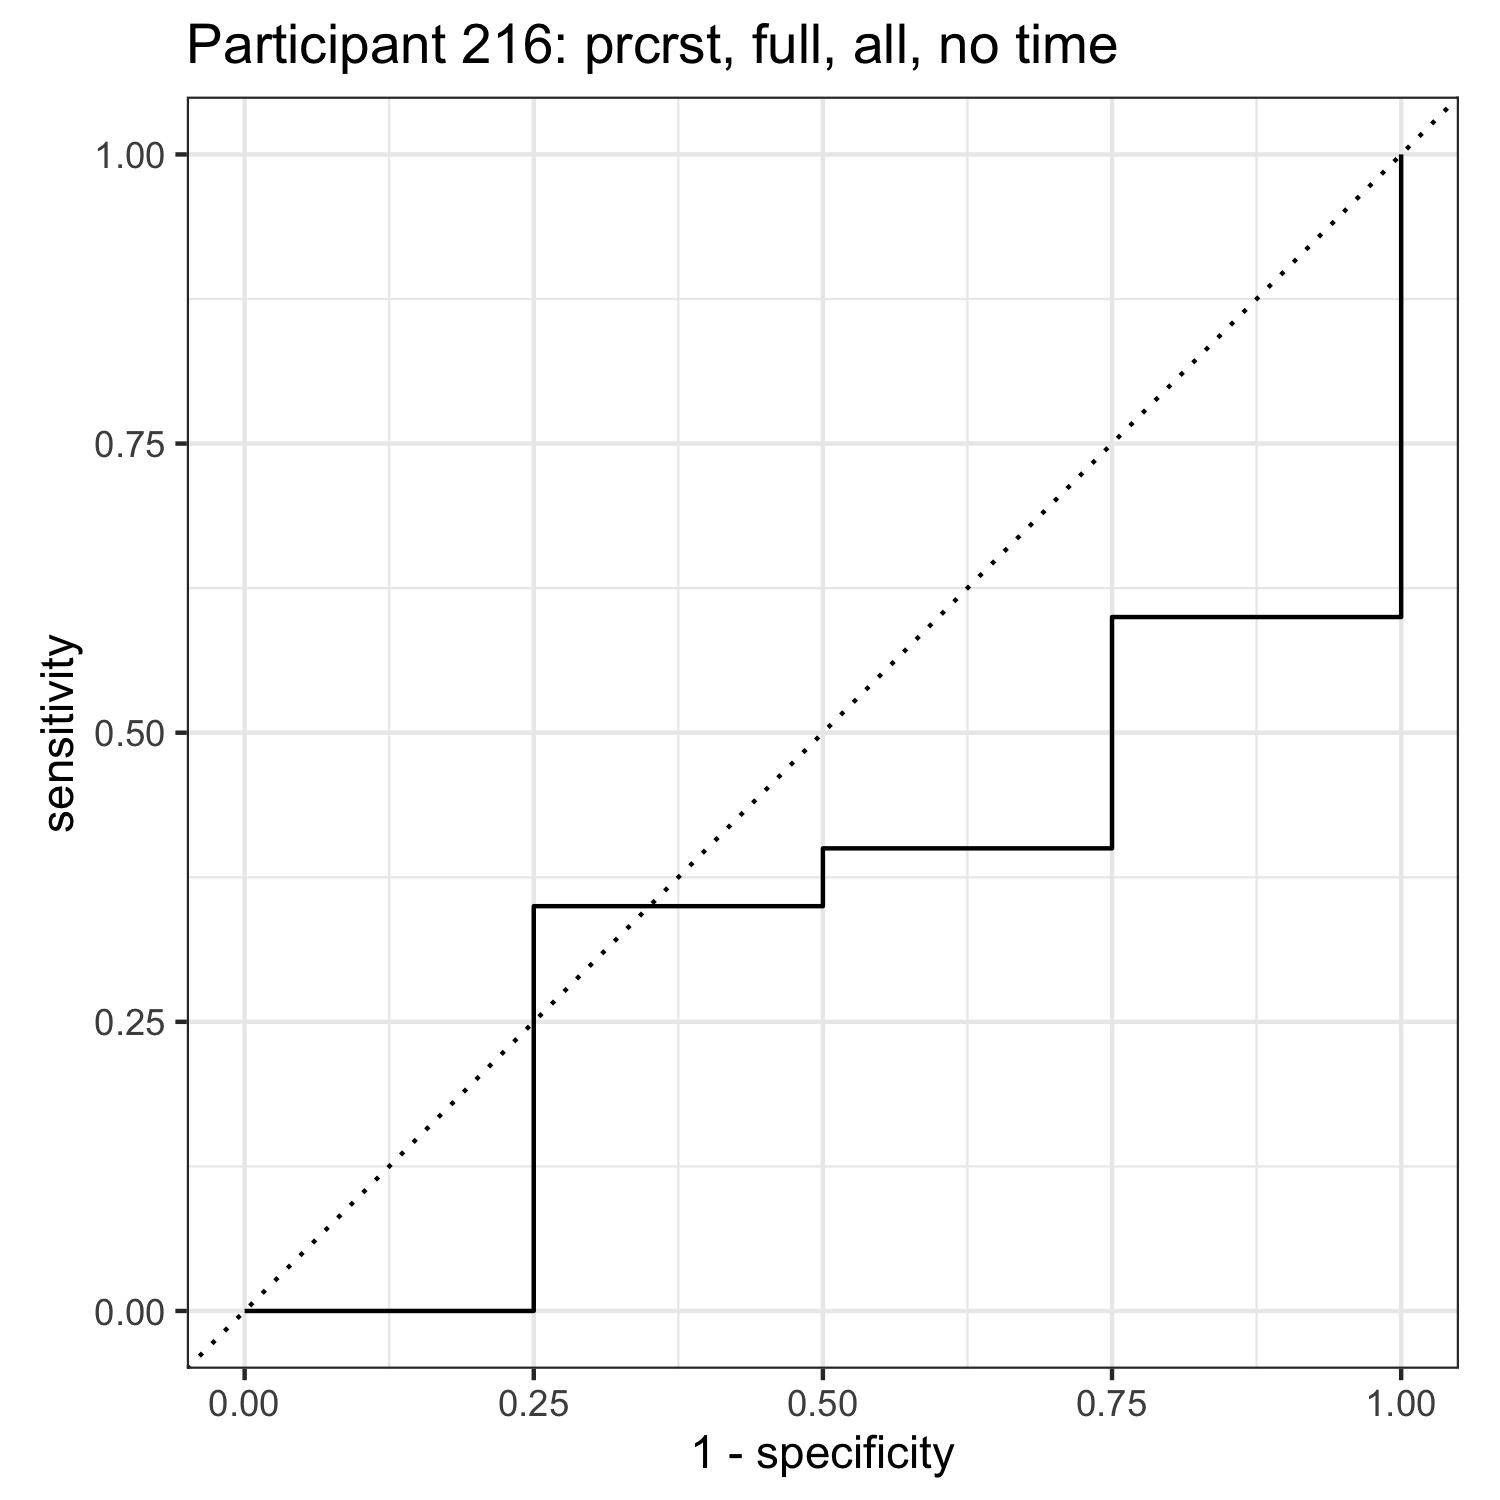 Participant 216: prcrst, full, all, no time
1.00
0.75
0.50
0.25
0.00
sensitivity
0.00 0.25 0.50 0.75 1.00
1 - specificity